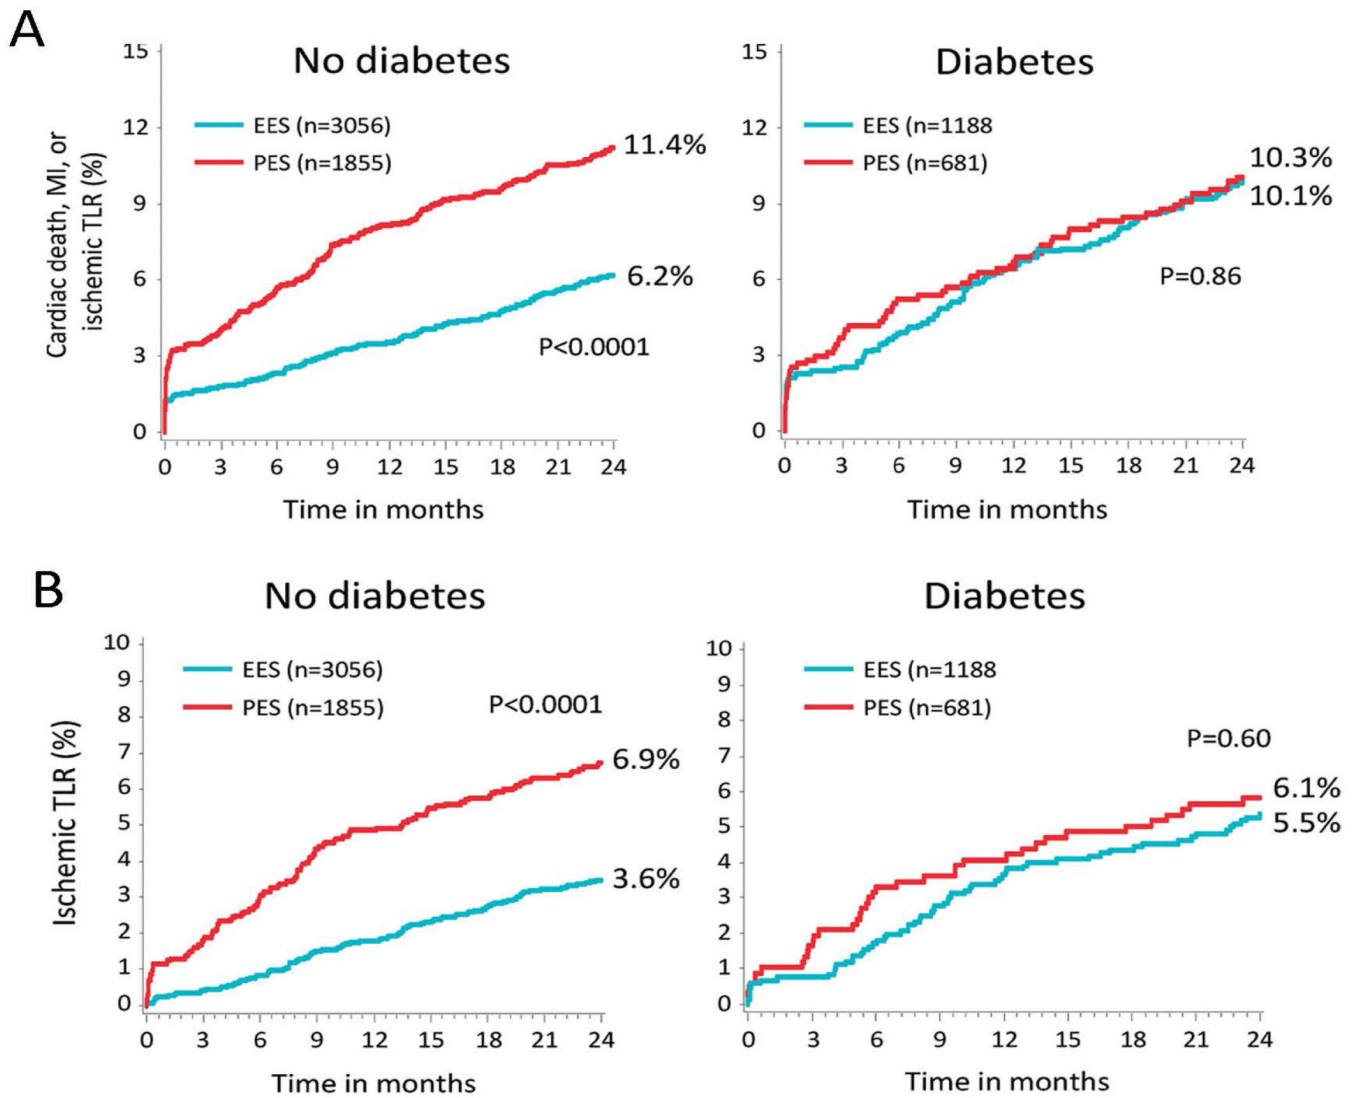 A
No diabetes
Cardiac death, MI, or
ischemic TLR (%)
15
12
9
6
3
0
EES (n=3056)
PES (n=1855)
11.4%
6.2%
P<0.0001
0 3 6 9 12 15 18 21 24
Time in months
Diabetes
15
12
9
6
3
0
EES (n=1188
PES (n=681)
10.3%
10.1%
P=0.86
0 3 6 9 12 15 18 21 24
Time in months
B
No diabetes
Ischemic TLR (%)
10
9
8
7
6
5
4
3
2
1
0
EES (n=3056)
PES (n=1855)
P<0.0001
6.9%
3.6%
0 3 6 9 12 15 18 21 24
Time in months
Diabetes
10
9
8
7
6
5
4
3
2
1
0
EES (n=1188
PES (n=681)
P=0.60
6.1%
5.5%
0 3 6 9 12 15 18 21 24
Time in months